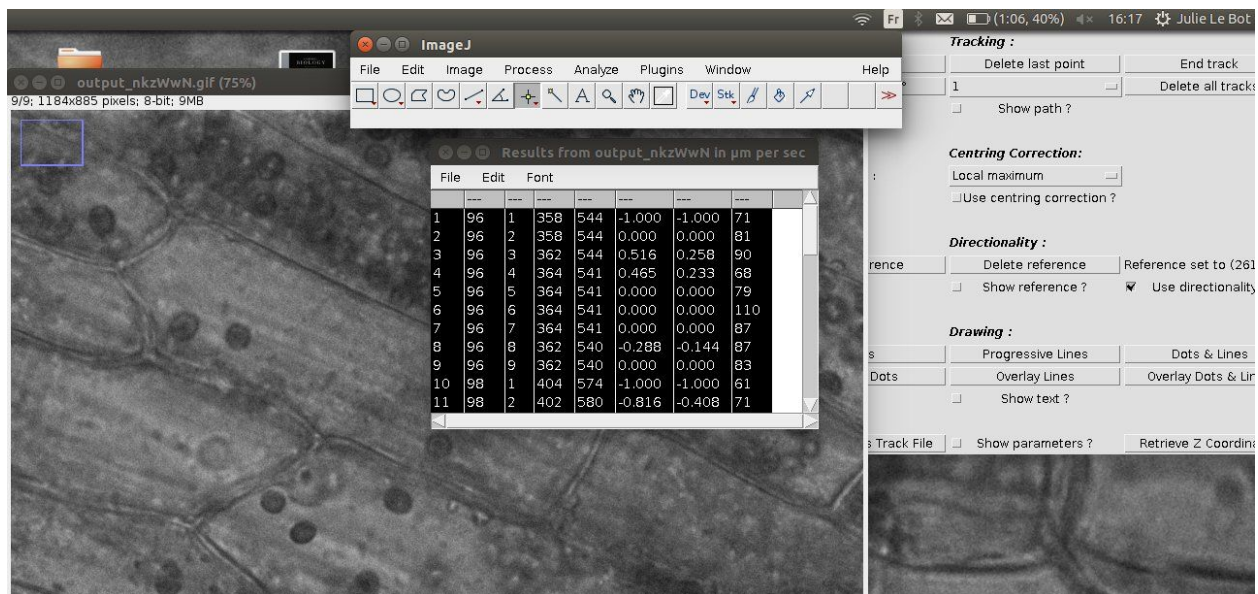 Fr (1:06, 40%) 16:17 Julie Le Bot
ImageJ
File Edit Image Process Analyze Plugins Window Help
Dev Stk
output_nkzWwN.gif (75%)
9/9; 1184x885 pixels; 8-bit; 9MB
Results from output_nkzWwN in µm per sec
File Edit Font
--- --- --- --- --- --- ---
1 96 1 358 544 -1.000 -1.000 71
2 96 2 358 544 0.000 0.000 81
3 96 3 362 544 0.516 0.258 90
4 96 4 364 541 0.465 0.233 68
5 96 5 364 541 0.000 0.000 79
6 96 6 364 541 0.000 0.000 110
7 96 7 364 541 0.000 0.000 87
8 96 8 362 540 -0.288 -0.144 87
9 96 9 362 540 0.000 0.000 83
10 98 1 404 574 -1.000 -1.000 61
11 98 2 402 580 -0.816 -0.408 71
Tracking :
Delete last point End track
1 Delete all tracks
Show path ?
Centring Correction:
: Local maximum
Use centring correction ?
Directionality :
rence Delete reference Reference set to (261
Show reference ? Use directionality
Drawing :
s Progressive Lines Dots & Lines
Dots Overlay Lines Overlay Dots & Lin
Show text ?
s Track File Show parameters ? Retrieve Z Coordina